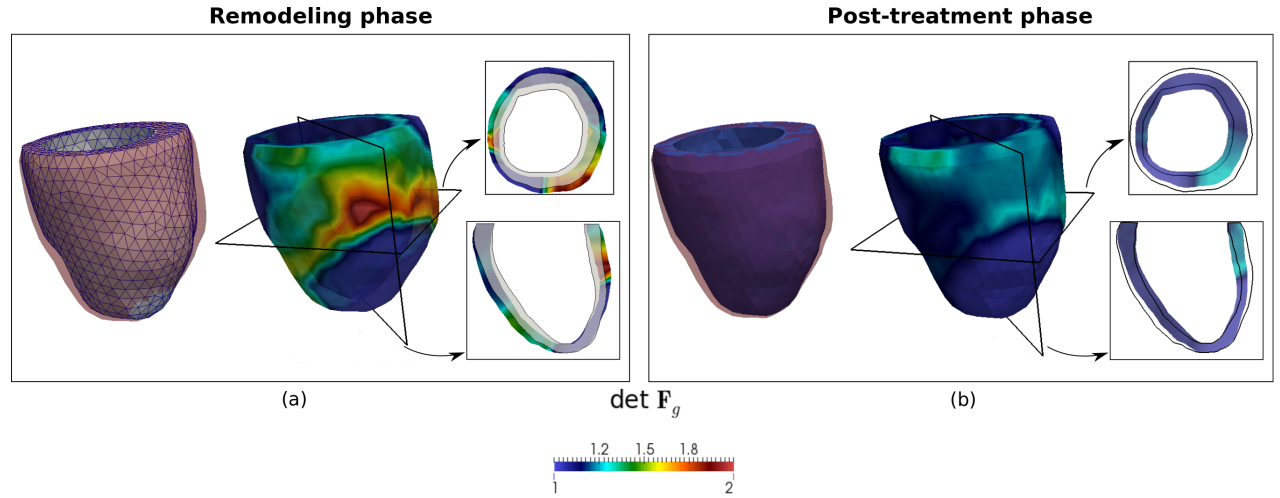 Remodeling phase
Post-treatment phase
(a)
(b)
det F_g
1.2 1.5 1.8
1 2